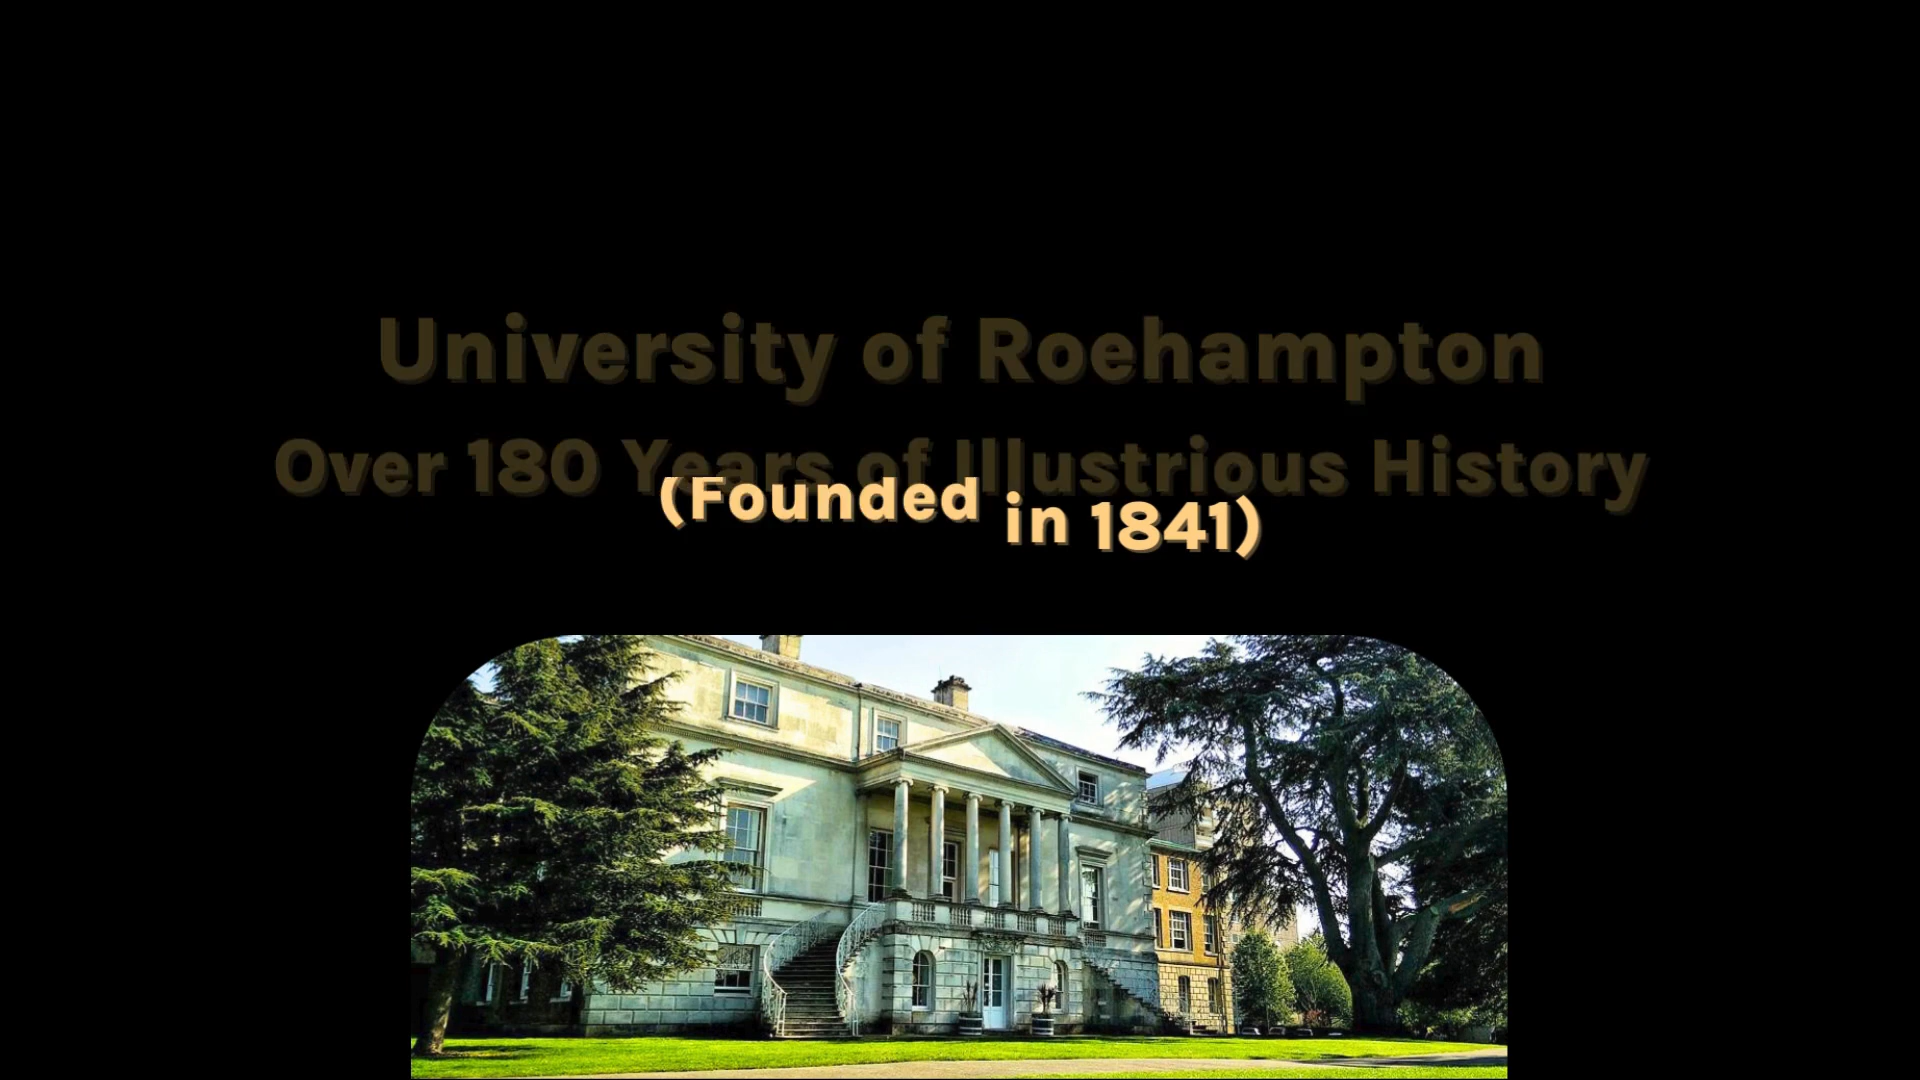 University of Roehampton
Over 180 Years of Illustrious History
(Founded in 1841)